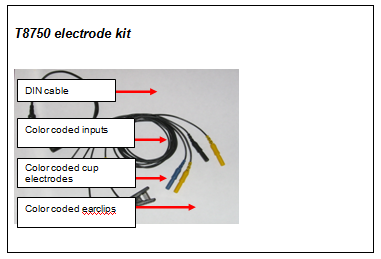 T8750 electrode kit
DIN cable
Color coded inputs
Color coded cup
electrodes
Color coded earclips